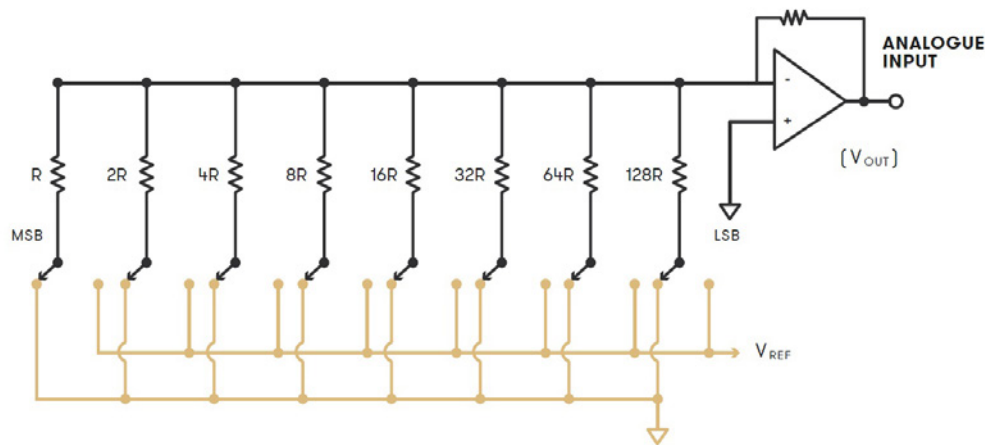 ANALOGUE
INPUT
-
+
(VOUT)
R
2R
4R
8R
16R
32R
64R
128R
MSB
LSB
VREF